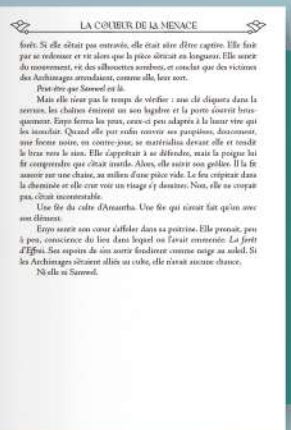 LA COULEUR DE LA MENACE
forêt. Si elle n'était pas entravée, elle était sûre d'être captive. Elle finit
par se redresser et vit alors que la pièce s'étirait en longueur. Elle sentit
du mouvement, vit des silhouettes sombres, et conclut que des victimes
des Archimages attendaient, comme elle, leur sort.
Peut-être que Samwel est là.
Mais elle n'eut pas le temps de vérifier : une clé cliqueta dans la
serrure, les chaînes émirent un son lugubre et la porte s'ouvrit brus-
quement. Enyo ferma les yeux, ceux-ci peu adaptés à la lueur vive qui
les inondait. Quand elle put enfin rouvrir ses paupières, doucement,
une forme noire, en contre-jour, se matérialisa devant elle et tendit
le bras vers le sien. Elle s'apprêtait à se défendre, mais la poigne lui
fit comprendre que c'était inutile. Alors, elle suivit son geôlier. Il la fit
asseoir sur une chaise, au milieu d'une pièce vide. Le feu crépitait dans
la cheminée et elle crut voir un visage s'y dessiner. Non, elle ne croyait
pas, c'était incontestable.
Une fée du culte d'Amantha. Une fée qui n'avait fait qu'un avec
son élément.
Enyo sentit son cœur s'affoler dans sa poitrine. Elle prenait, peu
à peu, conscience du lieu dans lequel on l'avait emmenée: La forêt
d'Effroi. Ses espoirs de s'en sortir fondirent comme neige au soleil. Si
les Archimages s'étaient alliés au culte, elle n'avait aucune chance.
Ni elle ni Samwel.